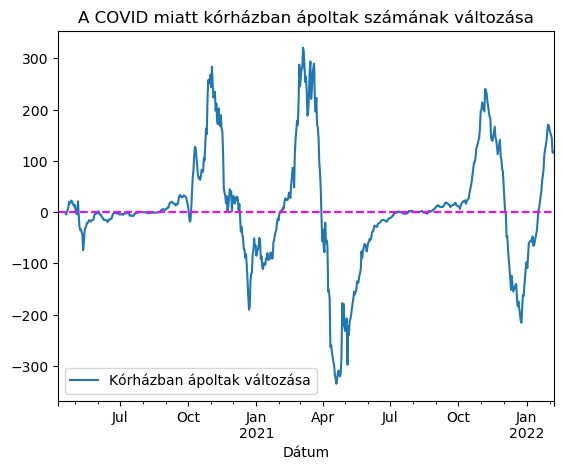 A COVID miatt kórházban ápoltak számának változása
300
200
100
0
−100
−200
−300
Kórházban ápoltak változása
Jul
Oct
Jan
2021
Apr
Jul
Oct
Jan
2022
Dátum